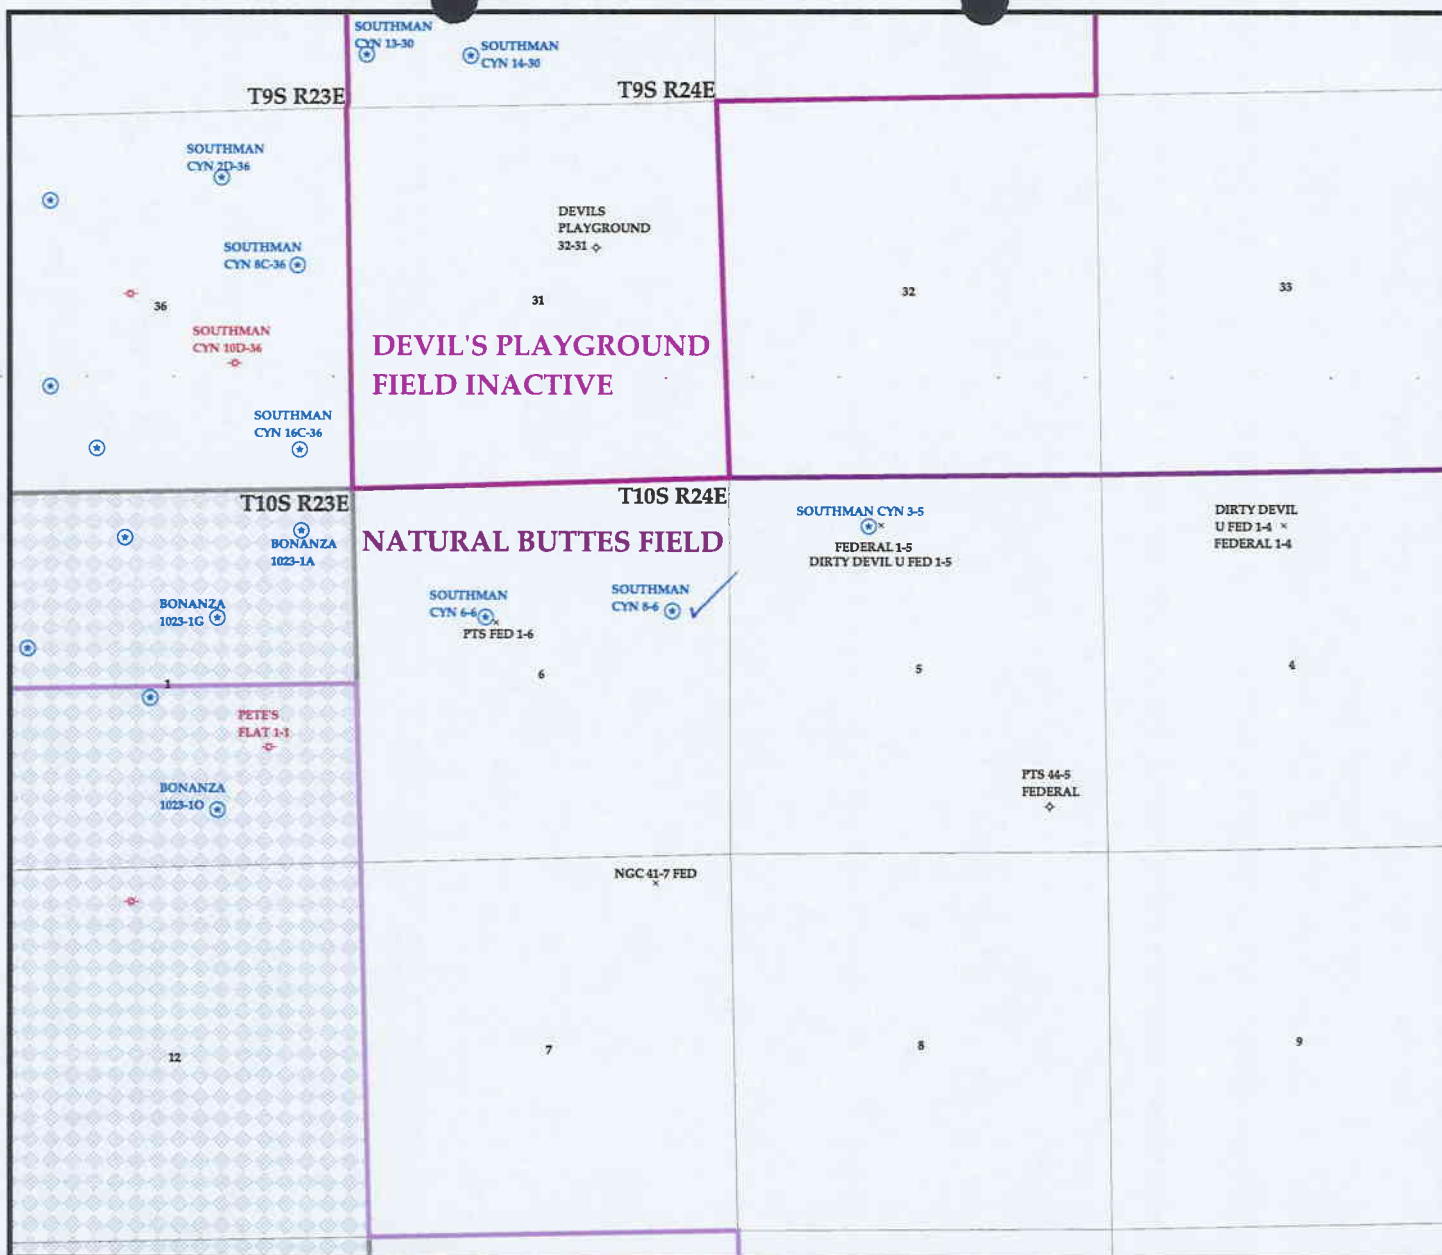 SOUTHMAN
CYN 13-30
SOUTHMAN
CYN 14-30
T9S R23E
T9S R24E
SOUTHMAN
CYN 2D-36
DEVILS
PLAYGROUND
32-31
SOUTHMAN
CYN 8C-36
36
31
32
33
SOUTHMAN
CYN 10D-36
DEVIL'S PLAYGROUND
FIELD INACTIVE
SOUTHMAN
CYN 16C-36
T10S R23E
T10S R24E
BONANZA
1023-1A
NATURAL BUTTES FIELD
SOUTHMAN CYN 3-5
FEDERAL 1-5
DIRTY DEVIL U FED 1-5
DIRTY DEVIL
U FED 1-4
FEDERAL 1-4
BONANZA
1023-1G
SOUTHMAN
CYN 6-6
PTS FED 1-6
SOUTHMAN
CYN 8-6
1
6
5
4
PETE'S
FLAT 1-1
BONANZA
1023-1O
PTS 44-5
FEDERAL
NGC 41-7 FED
12
7
8
9